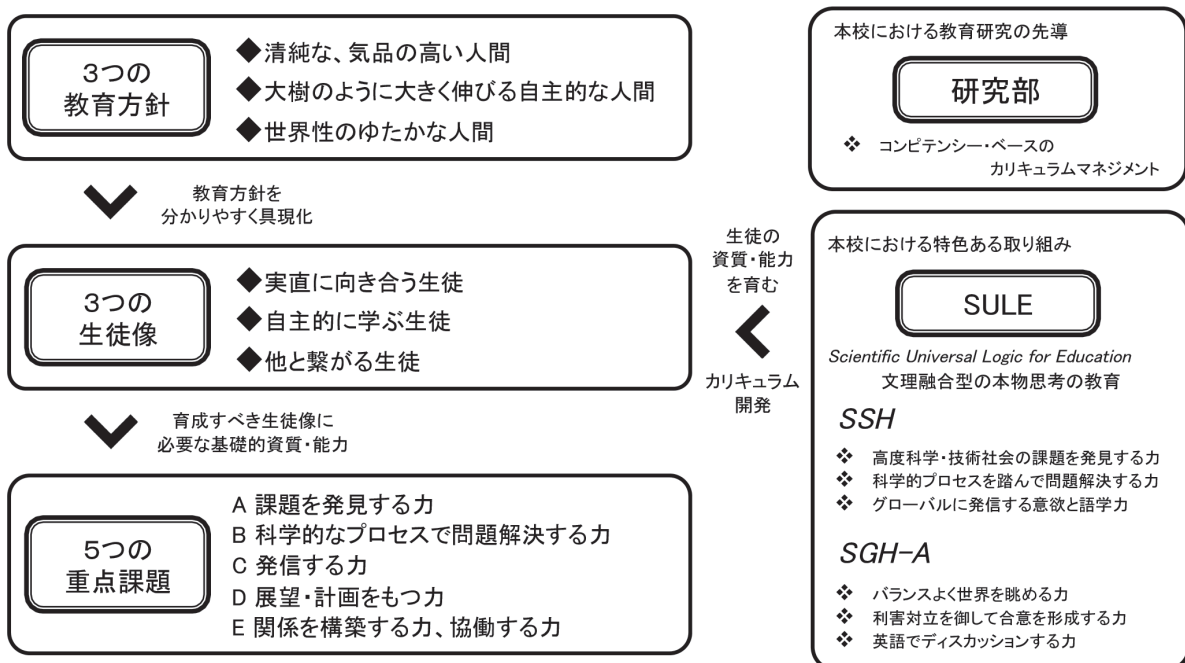 3つの
教育方針
◆清純な、気品の高い人間
◆大樹のように大きく伸びる自主的な人間
◆世界性のゆたかな人間
教育方針を
分かりやすく具現化
3つの
生徒像
◆実直に向き合う生徒
◆自主的に学ぶ生徒
◆他と繋がる生徒
育成すべき生徒像に
必要な基礎的資質・能力
5つの
重点課題
A 課題を発見する力
B 科学的なプロセスで問題解決する力
C 発信する力
D 展望・計画をもつ力
E 関係を構築する力、協働する力
生徒の
資質・能力
を育む
カリキュラム
開発
本校における教育研究の先導
研究部
❖ コンピテンシー・ベースの
カリキュラムマネジメント
本校における特色ある取り組み
SULE
Scientific Universal Logic for Education
文理融合型の本物思考の教育
SSH
❖ 高度科学・技術社会の課題を発見する力
❖ 科学的プロセスを踏んで問題解決する力
❖ グローバルに発信する意欲と語学力
SGH-A
❖ バランスよく世界を眺める力
❖ 利害対立を御して合意を形成する力
❖ 英語でディスカッションする力